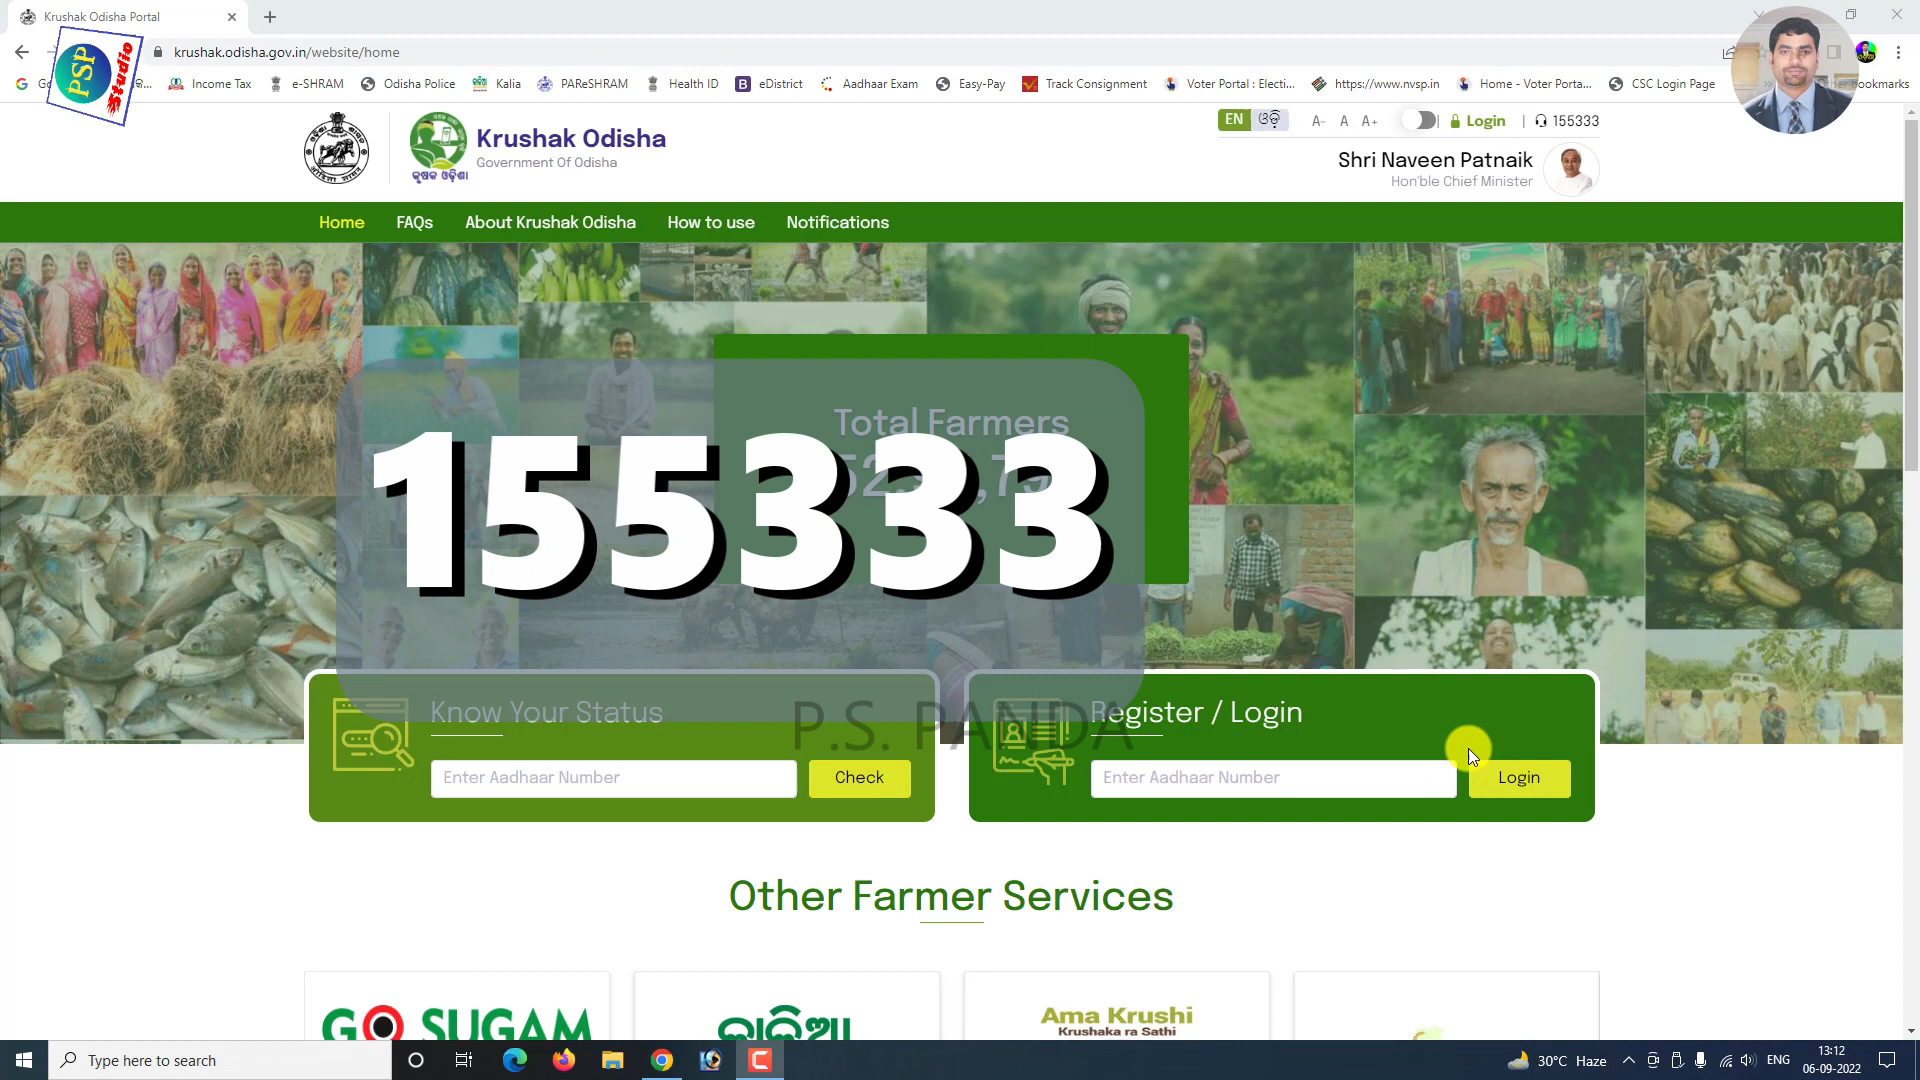 Krushak Odisha Portal
PSP
Studio
krushak.odisha.gov.in/website/home
Income Tax
e-SHRAM
Odisha Police
Kalia
PAReSHRAM
Health ID
eDistrict
Aadhaar Exam
Easy-Pay
Track Consignment
Voter Portal : Electi...
https://www.nvsp.in
Home - Voter Porta...
CSC Login Page
bookmarks
Krushak Odisha
Government Of Odisha
କୃଷକ ଓଡ଼ିଶା
EN
ଓଡ଼ି
A- A A+
Login
155333
Shri Naveen Patnaik
Hon'ble Chief Minister
Home FAQs About Krushak Odisha How to use Notifications
Total Farmers
155333
Know Your Status
Enter Aadhaar Number
Check
P.S. PANDA
Register / Login
Enter Aadhaar Number
Login
Other Farmer Services
GO SUGAM
କାଳିଆ
Ama Krushi
Krushaka ra Sathi
Type here to search
30°C Haze
ENG
13:12
06-09-2022